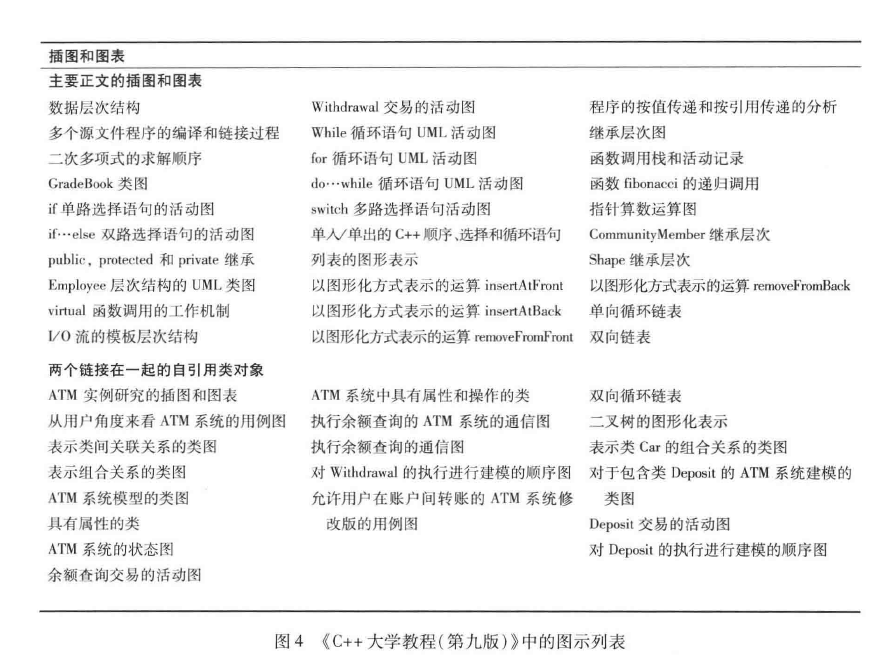 插图和图表
主要正文的插图和图表
数据层次结构 Withdrawal 交易的活动图 程序的按值传递和按引用传递的分析
多个源文件程序的编译和链接过程 While 循环语句 UML 活动图 继承层次图
二次多项式的求解顺序 for 循环语句 UML 活动图 函数调用栈和活动记录
GradeBook 类图 do…while 循环语句 UML 活动图 函数 fibonacci 的递归调用
if 单路选择语句的活动图 switch 多路选择语句活动图 指针算数运算图
if…else 双路选择语句的活动图 单入/单出的 C++ 顺序、选择和循环语句 CommunityMember 继承层次
public, protected 和 private 继承 列表的图形表示 Shape 继承层次
Employee 层次结构的 UML 类图 以图形化方式表示的运算 insertAtFront 以图形化方式表示的运算 removeFromBack
virtual 函数调用的工作机制 以图形化方式表示的运算 insertAtBack 单向循环链表
I/O 流的模板层次结构 以图形化方式表示的运算 removeFromFront 双向链表
两个链接在一起的自引用类对象
ATM 实例研究的插图和图表 ATM 系统中具有属性和操作的类 双向循环链表
从用户角度来看 ATM 系统的用例图 执行余额查询的 ATM 系统的通信图 二叉树的图形化表示
表示类间关联关系的类图 执行余额查询的通信图 表示类 Car 的组合关系的类图
表示组合关系的类图 对 Withdrawal 的执行进行建模的顺序图 对于包含类 Deposit 的 ATM 系统建模的
ATM 系统模型的类图 允许用户在账户间转账的 ATM 系统修 类图
具有属性的类 改版的用例图 Deposit 交易的活动图
ATM 系统的状态图 对 Deposit 的执行进行建模的顺序图
余额查询交易的活动图
图 4 《C++大学教程(第九版)》中的图示列表